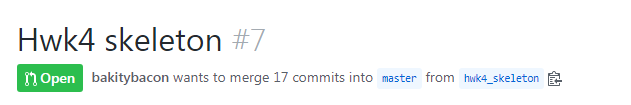 Hwk4 skeleton #7
Open bakitybacon wants to merge 17 commits into master from hwk4_skeleton